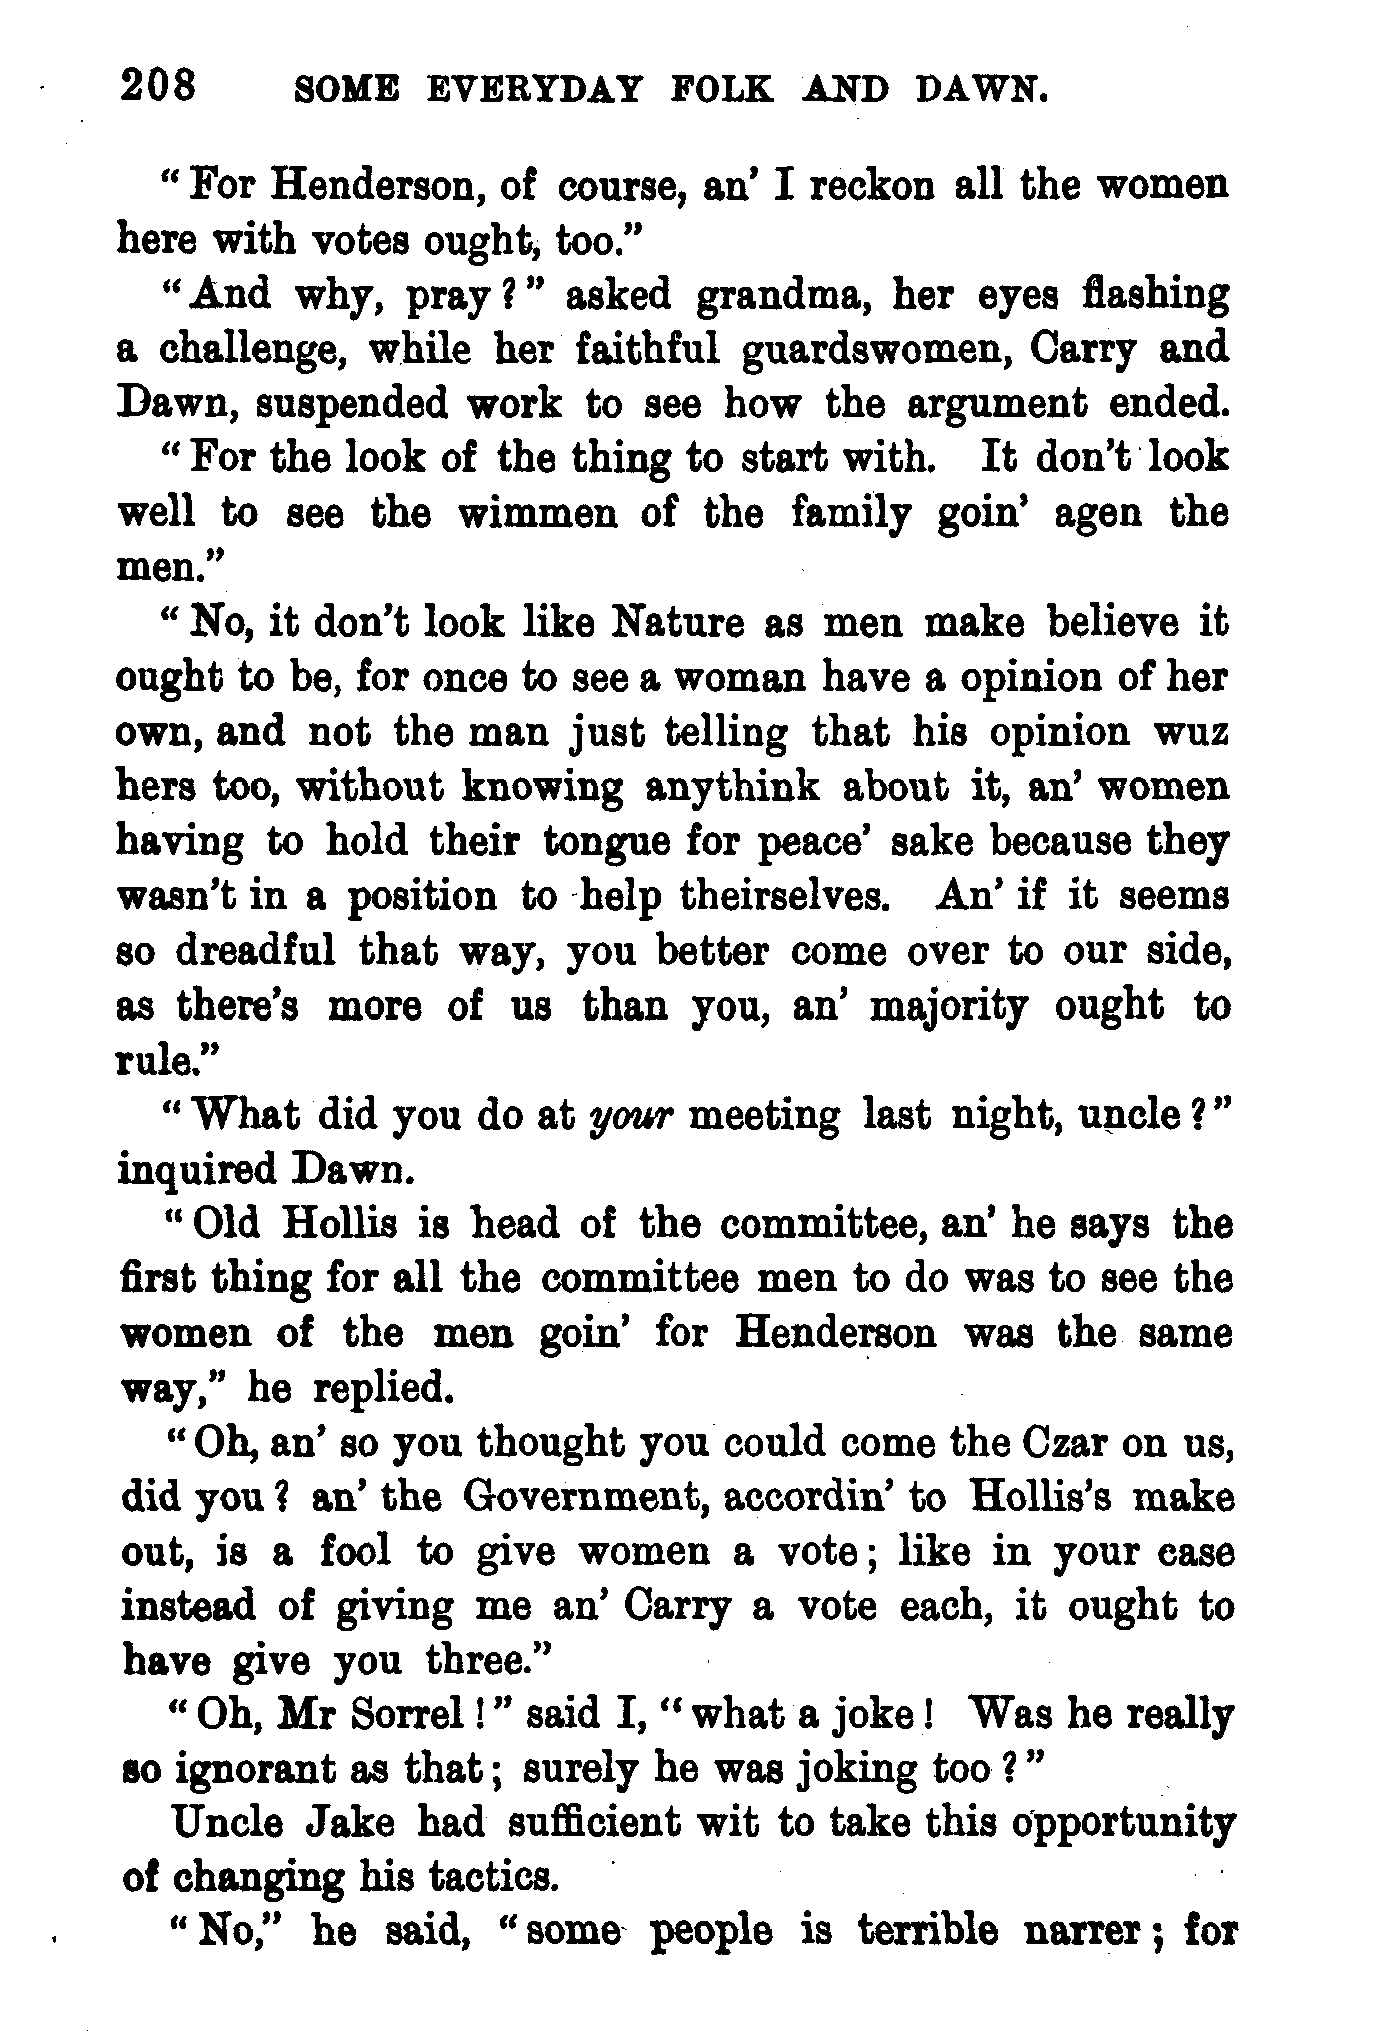 208 SOME EVERYDAY FOLK AND DAWN.
"For Henderson, of course, an' I reckon all the women
here with votes ought, too."
"And why, pray?" asked grandma, her eyes flashing
a challenge, while her faithful guardswomen, Carry and
Dawn, suspended work to see how the argument ended.
"For the look of the thing to start with. It don't look
well to see the wimmen of the family goin' agen the
men."
"No, it don't look like Nature as men make believe it
ought to be, for once to see a woman have a opinion of her
own, and not the man just telling that his opinion wuz
hers too, without knowing anythink about it, an' women
having to hold their tongue for peace' sake because they
wasn't in a position to help theirselves. An' if it seems
so dreadful that way, you better come over to our side,
as there's more of us than you, an' majority ought to
rule."
"What did you do at your meeting last night, uncle?"
inquired Dawn.
"Old Hollis is head of the committee, an' he says the
first thing for all the committee men to do was to see the
women of the men goin' for Henderson was the same
way," he replied.
"Oh, an' so you thought you could come the Czar on us,
did you? an' the Government, accordin' to Hollis's make
out, is a fool to give women a vote; like in your case
instead of giving me an' Carry a vote each, it ought to
have give you three."
"Oh, Mr Sorrel!" said I, "what a joke! Was he really
so ignorant as that; surely he was joking too?"
Uncle Jake had sufficient wit to take this opportunity
of changing his tactics.
"No," he said, "some people is terrible narrer; for